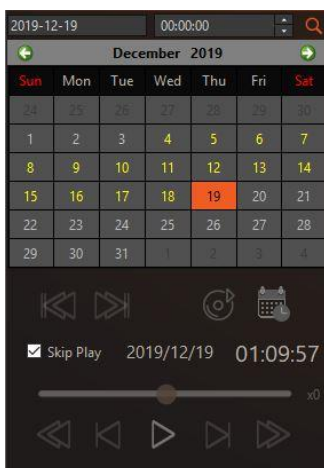 2019-12-19 00:00:00
December 2019
Sun Mon Tue Wed Thu Fri Sat
24 25 26 27 28 29 30
1 2 3 4 5 6 7
8 9 10 11 12 13 14
15 16 17 18 19 20 21
22 23 24 25 26 27 28
29 30 31 1 2 3 4
Skip Play 2019/12/19 01:09:57
x0